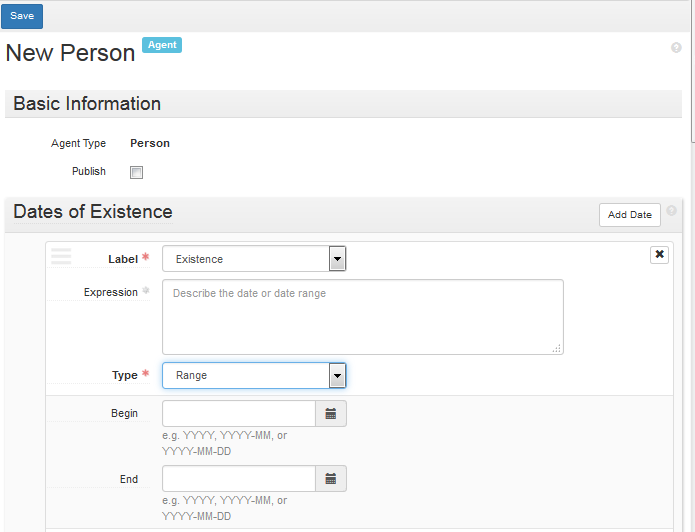 Save
New Person Agent
Basic Information
Agent Type Person
Publish
Dates of Existence Add Date
Label * Existence
Expression * Describe the date or date range
Type * Range
Begin
e.g. YYYY, YYYY-MM, or
YYYY-MM-DD
End
e.g. YYYY, YYYY-MM, or
YYYY-MM-DD